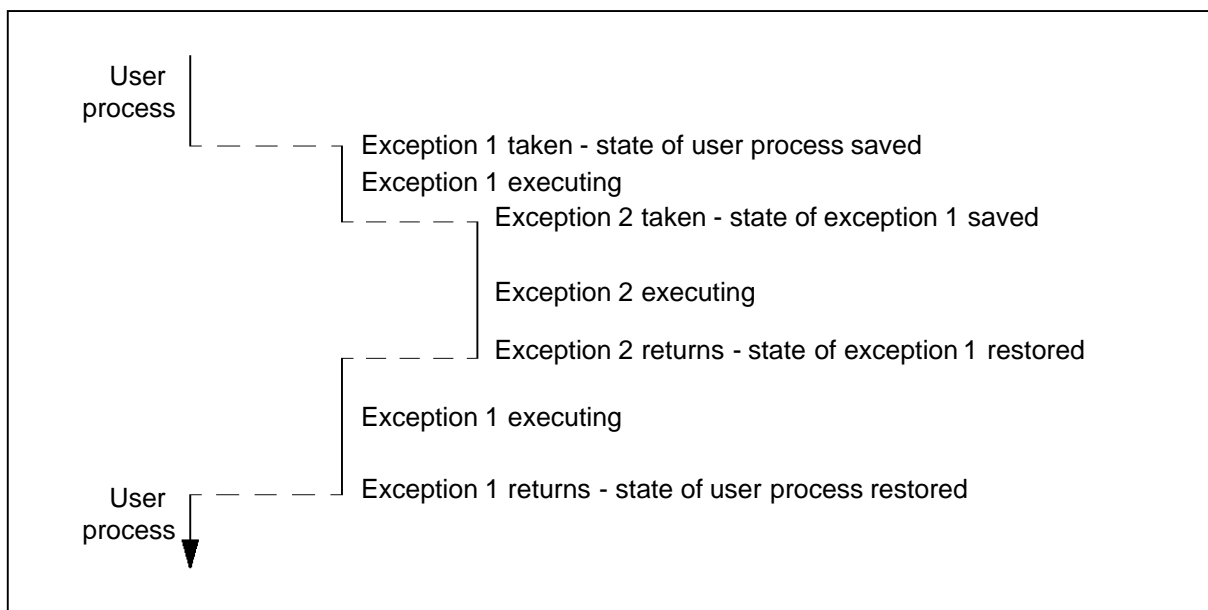 User
process
Exception 1 taken - state of user process saved
Exception 1 executing
Exception 2 taken - state of exception 1 saved
Exception 2 executing
Exception 2 returns - state of exception 1 restored
Exception 1 executing
Exception 1 returns - state of user process restored
User
process